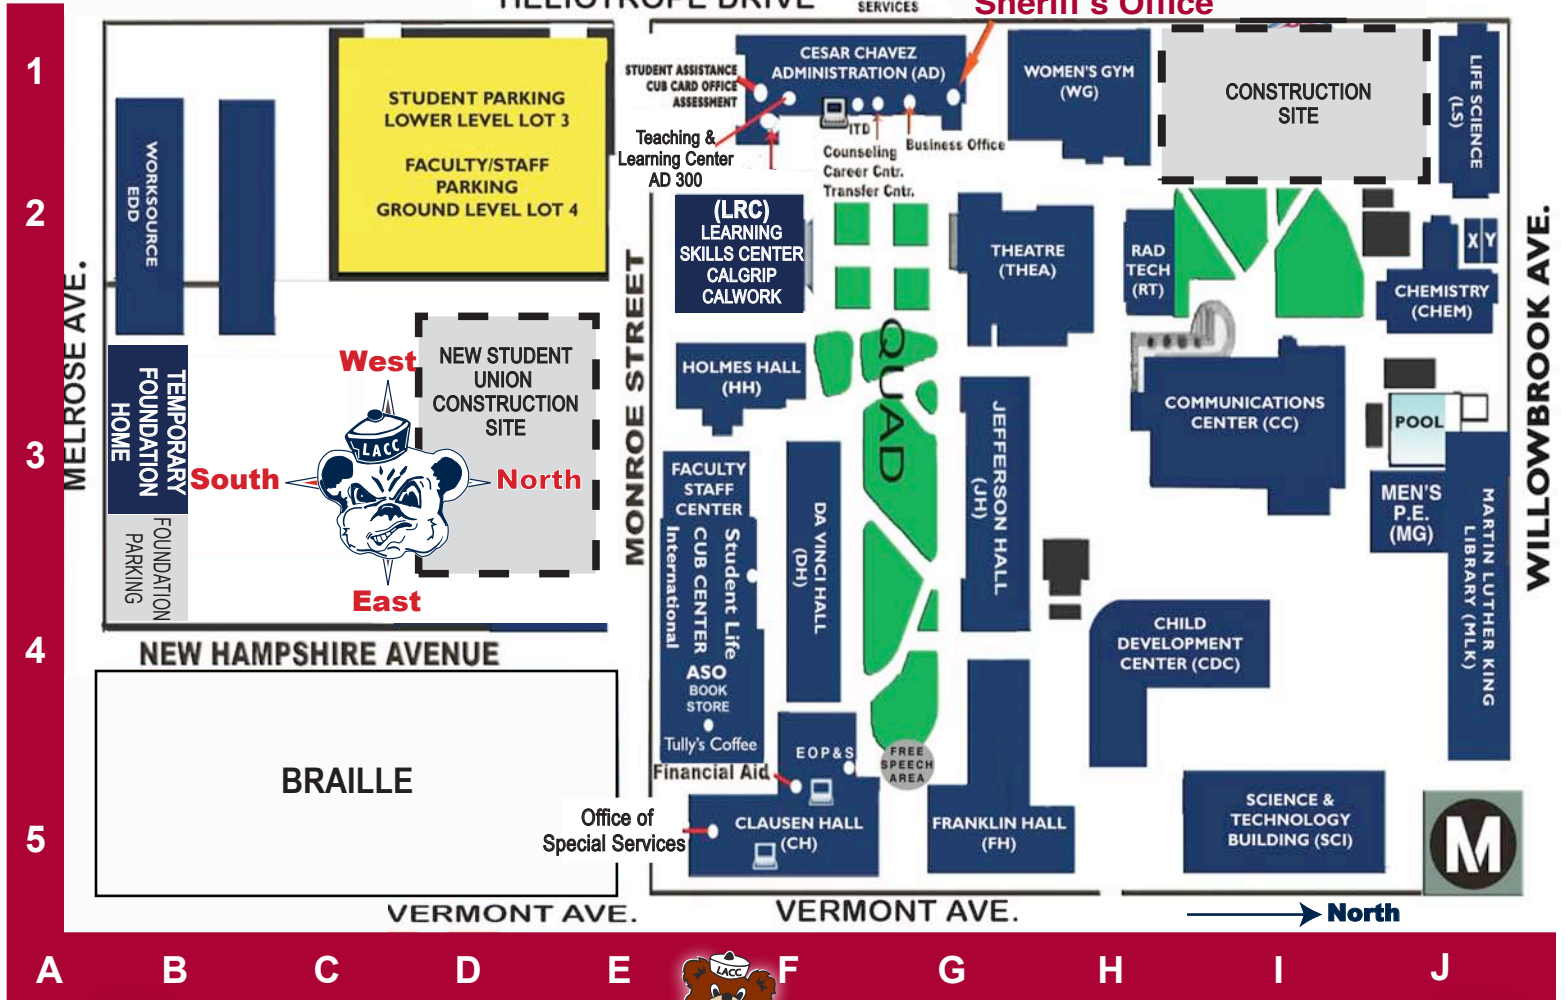 HELIOTROPE DRIVE
SERVICES
Sheriff's Office
1
2
3
4
5
STUDENT PARKING
LOWER LEVEL LOT 3
FACULTY/STAFF
PARKING
GROUND LEVEL LOT 4
WORKSOURCE
EDD
STUDENT ASSISTANCE
CUB CARD OFFICE
ASSESSMENT
CESAR CHAVEZ
ADMINISTRATION (AD)
Teaching &
Learning Center
AD 300
ITD
Counseling
Career Cntr.
Transfer Cntr.
Business Office
WOMEN'S GYM
(WG)
CONSTRUCTION
SITE
LIFE SCIENCE
(LS)
(LRC)
LEARNING
SKILLS CENTER
CALGRIP
CALWORK
THEATRE
(THEA)
RAD
TECH
(RT)
X Y
CHEMISTRY
(CHEM)
MELROSE AVE.
MONROE STREET
WILLOWBROOK AVE.
TEMPORARY
FOUNDATION
HOME
FOUNDATION
PARKING
West
South
North
East
LACC
NEW STUDENT
UNION
CONSTRUCTION
SITE
HOLMES HALL
(HH)
QUAD
JEFFERSON HALL
(JH)
COMMUNICATIONS
CENTER (CC)
POOL
MEN'S
P.E.
(MG)
MARTIN LUTHER KING
LIBRARY (MLK)
FACULTY
STAFF
CENTER
Student Life
CUB CENTER
International
ASO
BOOK
STORE
Tully's Coffee
DA VINCI HALL
(DH)
CHILD
DEVELOPMENT
CENTER (CDC)
NEW HAMPSHIRE AVENUE
BRAILLE
EOP&S
Financial Aid
FREE
SPEECH
AREA
Office of
Special Services
CLAUSEN HALL
(CH)
FRANKLIN HALL
(FH)
SCIENCE &
TECHNOLOGY
BUILDING (SCI)
M
VERMONT AVE.
VERMONT AVE.
North
A B C D E F G H I J
LACC